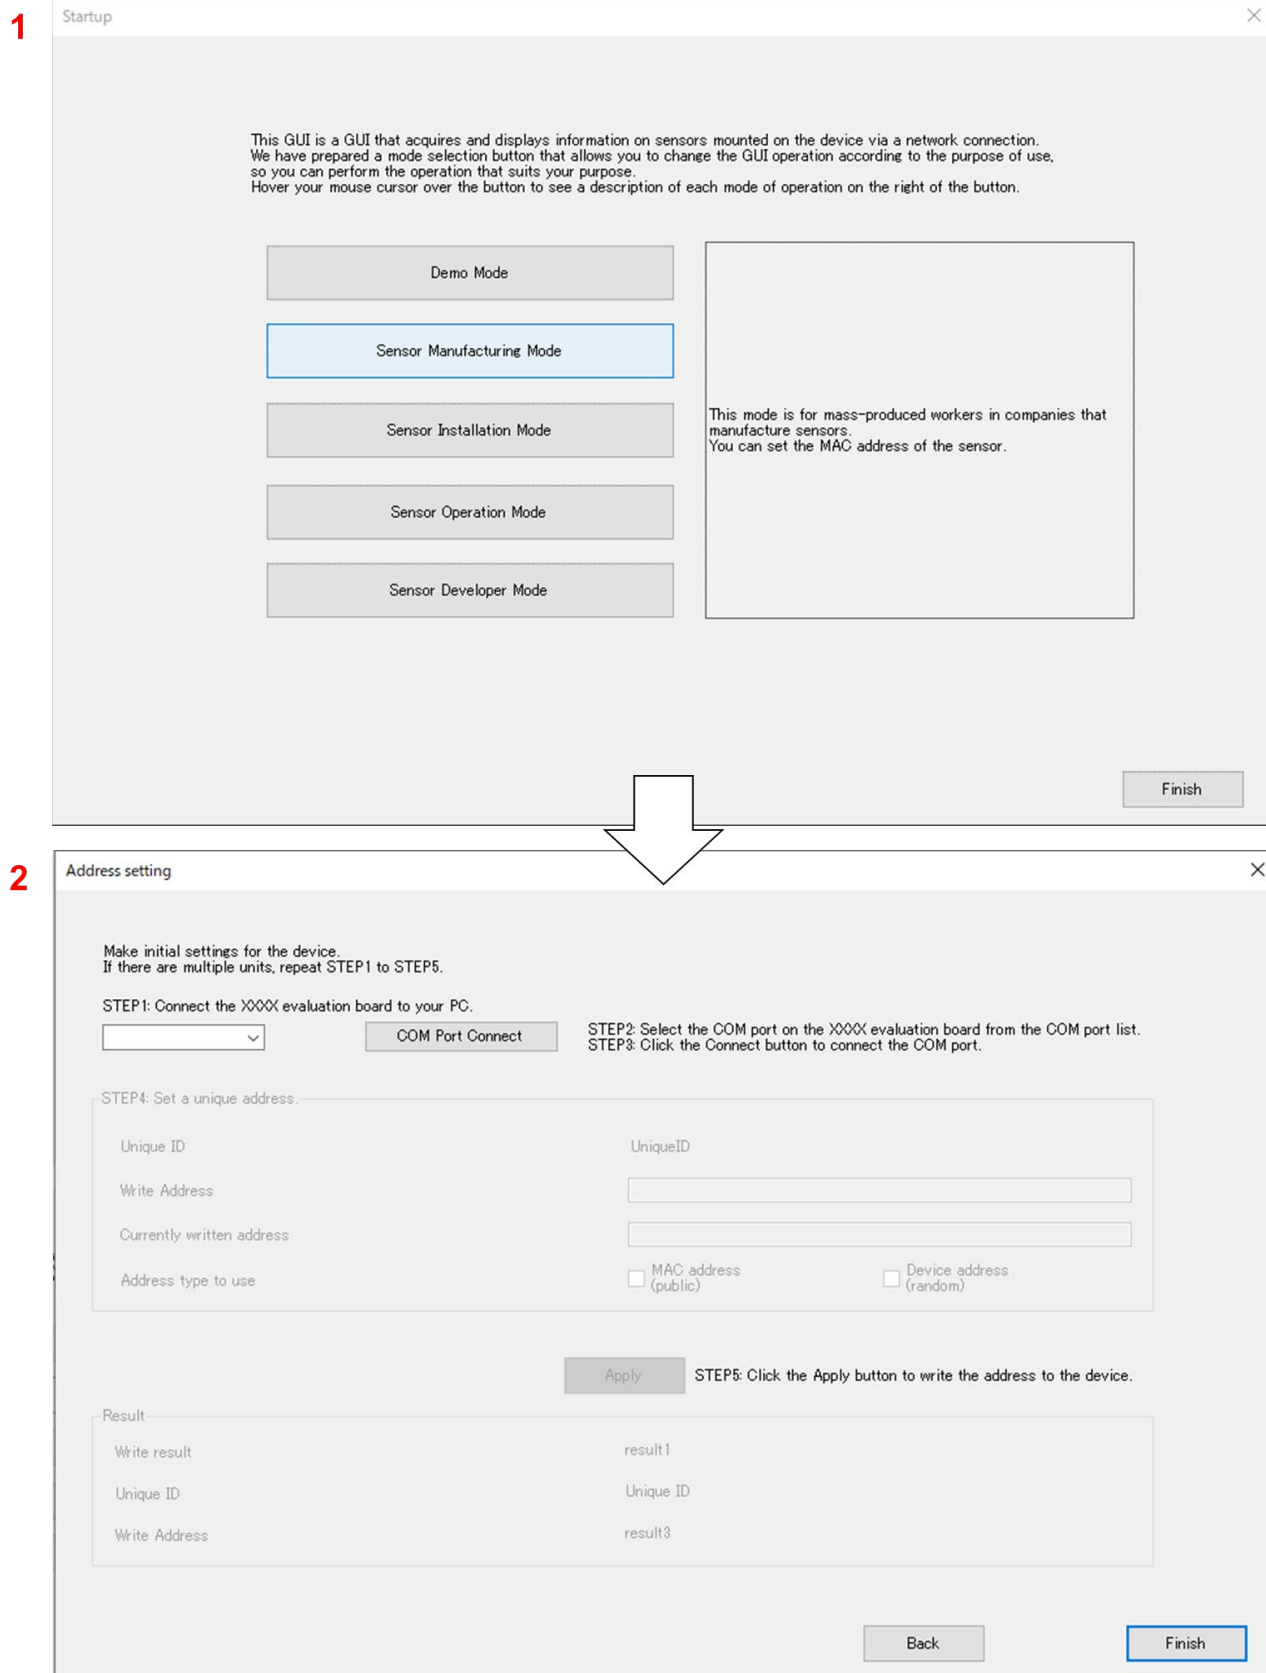 1
Startup
This GUI is a GUI that acquires and displays information on sensors mounted on the device via a network connection.
We have prepared a mode selection button that allows you to change the GUI operation according to the purpose of use,
so you can perform the operation that suits your purpose.
Hover your mouse cursor over the button to see a description of each mode of operation on the right of the button.
Demo Mode
Sensor Manufacturing Mode
Sensor Installation Mode
Sensor Operation Mode
Sensor Developer Mode
This mode is for mass-produced workers in companies that
manufacture sensors.
You can set the MAC address of the sensor.
Finish
2
Address setting
Make initial settings for the device.
If there are multiple units, repeat STEP1 to STEP5.
STEP1: Connect the XXXX evaluation board to your PC.
COM Port Connect
STEP2: Select the COM port on the XXXX evaluation board from the COM port list.
STEP3: Click the Connect button to connect the COM port.
STEP4: Set a unique address.
Unique ID
UniqueID
Write Address
Currently written address
Address type to use
MAC address
(public)
Device address
(random)
Apply
STEP5: Click the Apply button to write the address to the device.
Result
Write result
result1
Unique ID
Unique ID
Write Address
result3
Back
Finish